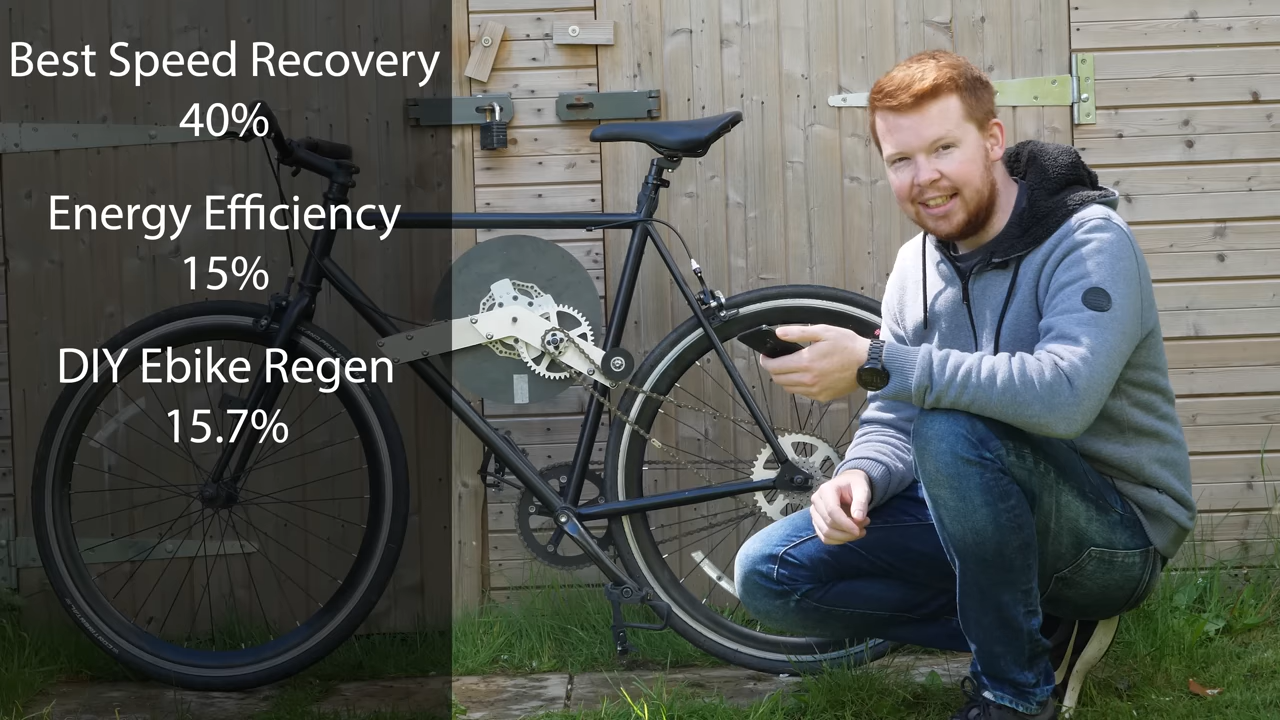 Best Speed Recovery
40%
Energy Efficiency
15%
DIY Ebike Regen
15.7%